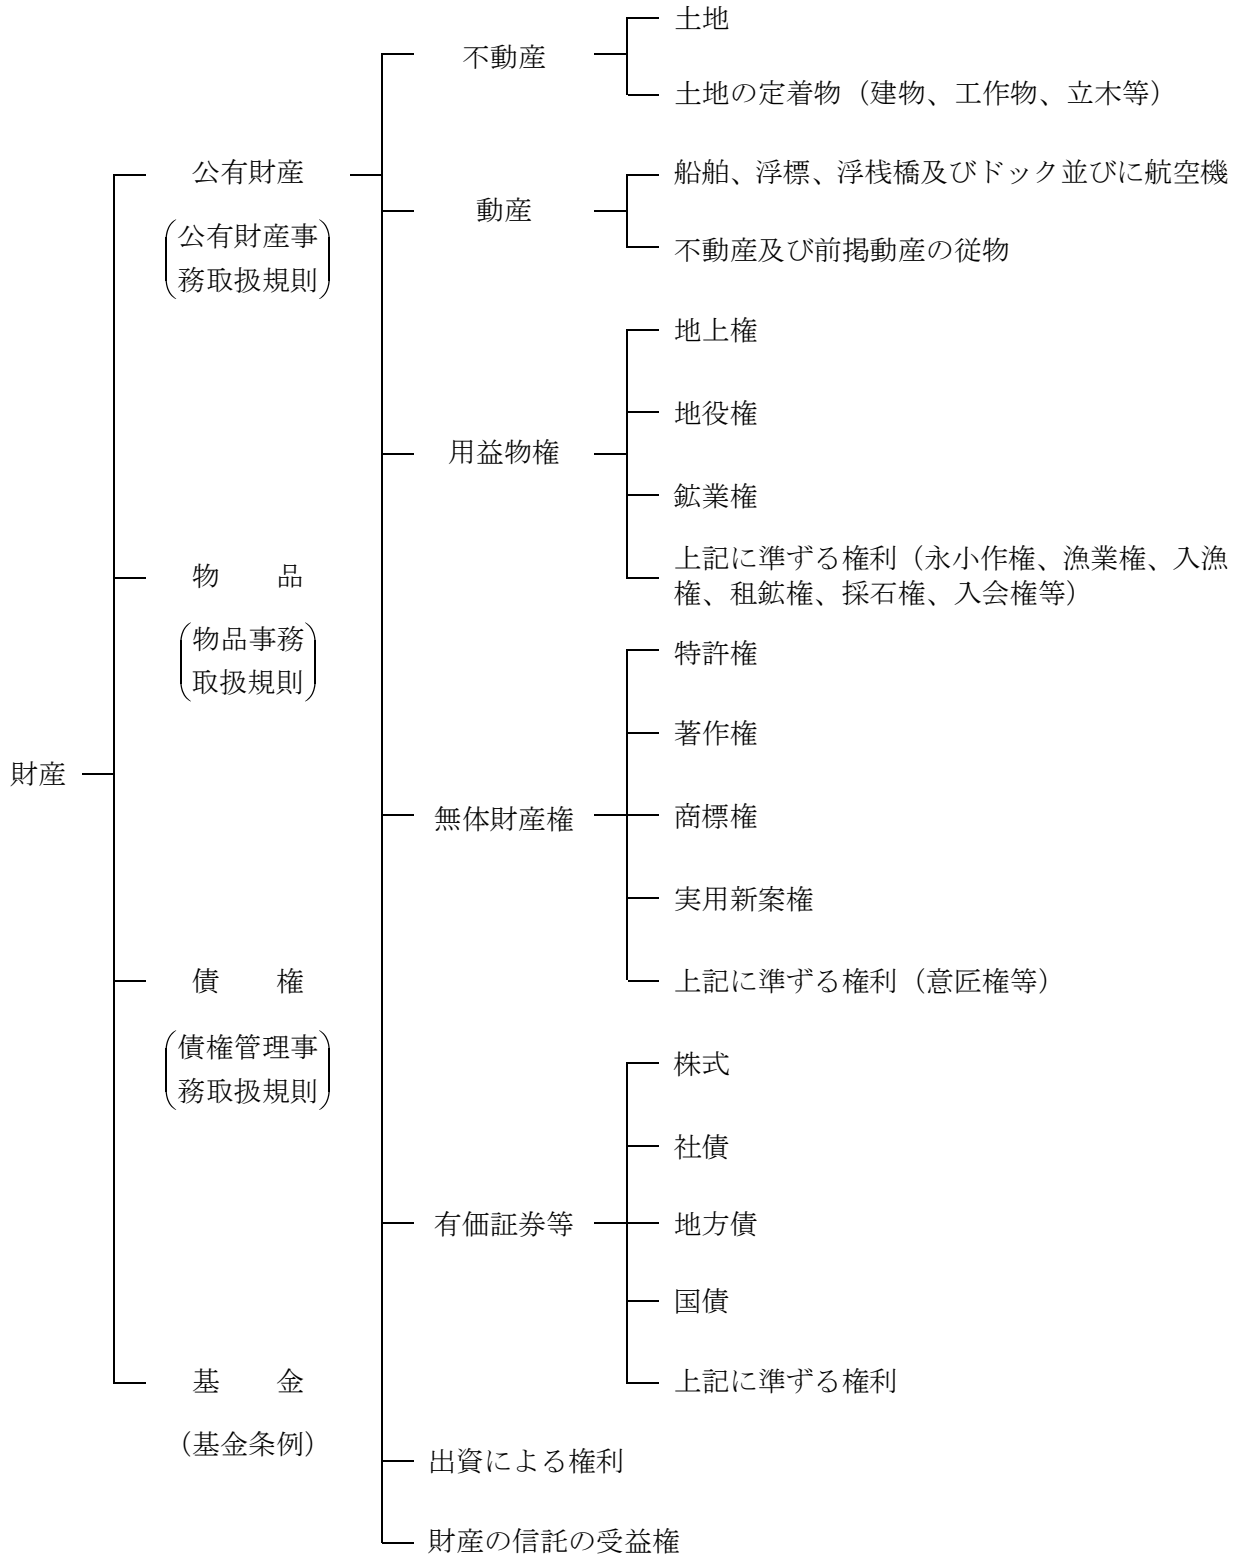 土地
不動産
土地の定着物（建物、工作物、立木等）
公有財産
船舶、浮標、浮桟橋及びドック並びに航空機
動産
公有財産事
務取扱規則
不動産及び前掲動産の従物
地上権
地役権
用益物権
鉱業権
上記に準ずる権利（永小作権、漁業権、入漁
権、租鉱権、採石権、入会権等）
物　　品
物品事務
取扱規則
特許権
著作権
財産
商標権
無体財産権
実用新案権
債　　権
上記に準ずる権利（意匠権等）
債権管理事
務取扱規則
株式
社債
有価証券等
地方債
国債
基　　金
上記に準ずる権利
（基金条例）
出資による権利
財産の信託の受益権